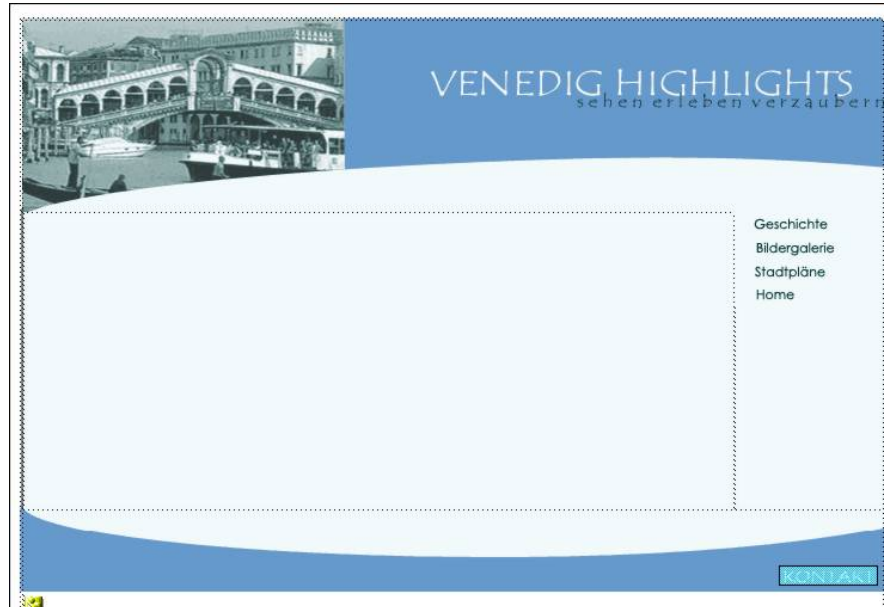 VENEDIG HIGHLIGHTS
sehen erleben verzaubern
Geschichte
Bildergalerie
Stadtpläne
Home
KONTAKT